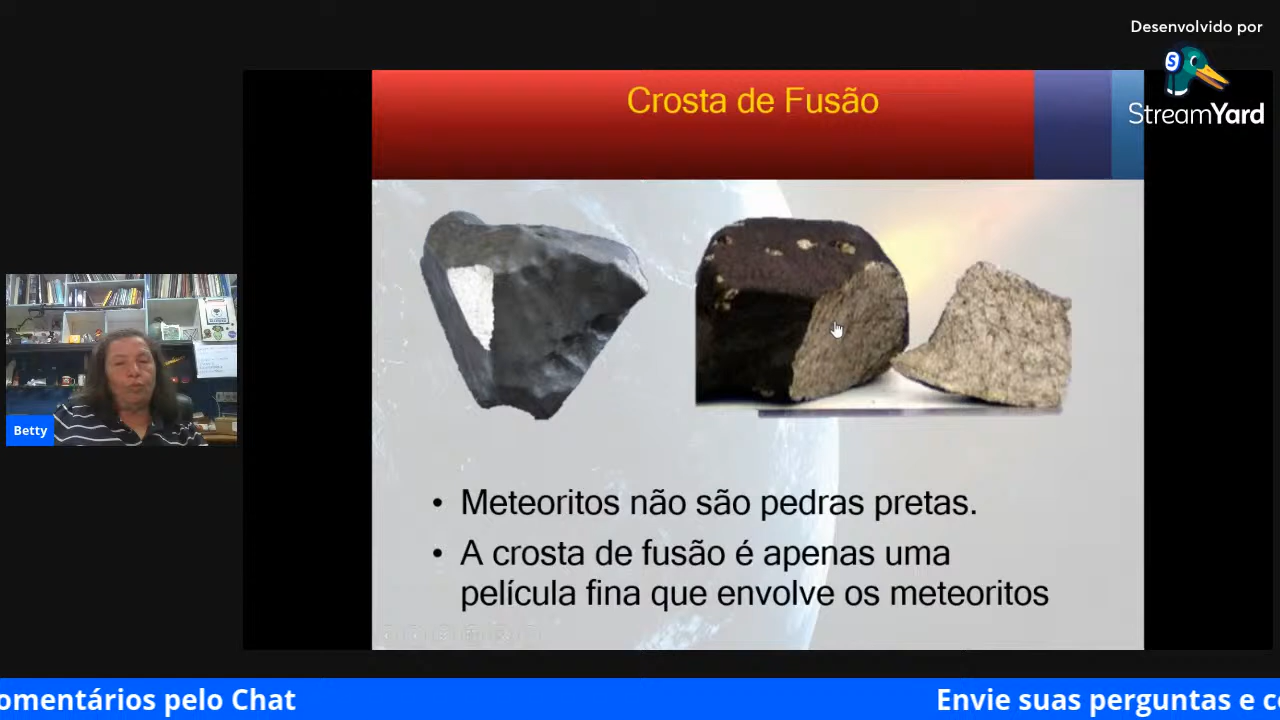 Desenvolvido por
StreamYard
Crosta de Fusão
Betty
• Meteoritos não são pedras pretas.
• A crosta de fusão é apenas uma
película fina que envolve os meteoritos
omentários pelo Chat
Envie suas perguntas e c